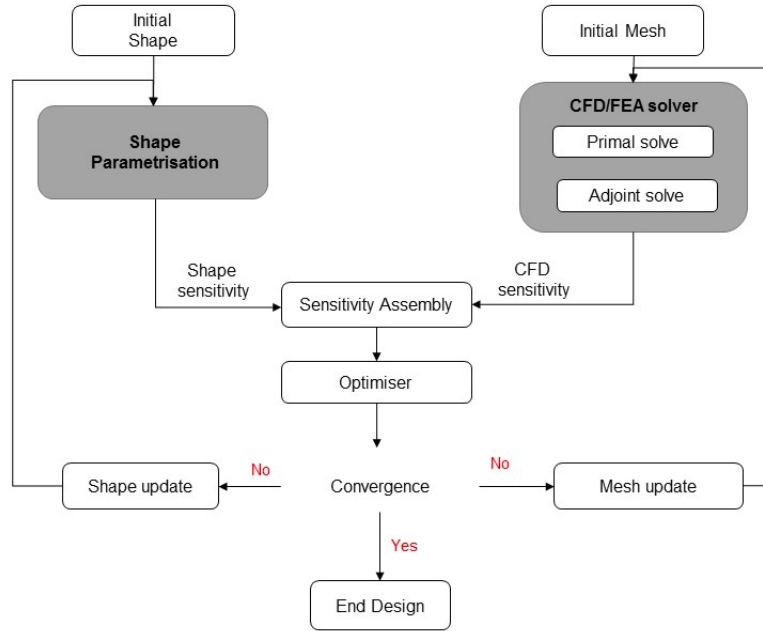 Initial
Shape
Initial Mesh
Shape
Parametrisation
CFD/FEA solver
Primal solve
Adjoint solve
Shape
sensitivity
CFD
sensitivity
Sensitivity Assembly
Optimiser
No
No
Shape update
Convergence
Mesh update
Yes
End Design